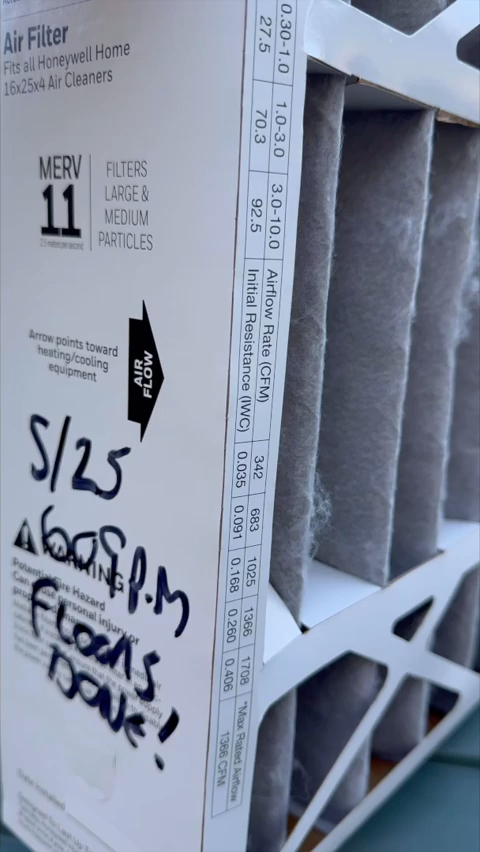 Air Filter
Fits all Honeywell Home
16x25x4 Air Cleaners
MERV
11
FILTERS
LARGE &
MEDIUM
PARTICLES
Arrow points toward
heating/cooling
equipment
AIR
FLOW
5/25
P.M
WARNING
Floors
DONE!
0.30-1.0 1.0-3.0 3.0-10.0 Airflow Rate (CFM) 342 683 1025 1366 1708 *Max Rated Airflow
27.5 70.3 92.5 Initial Resistance (IWC) 0.035 0.091 0.168 0.260 0.406 1366 CFM